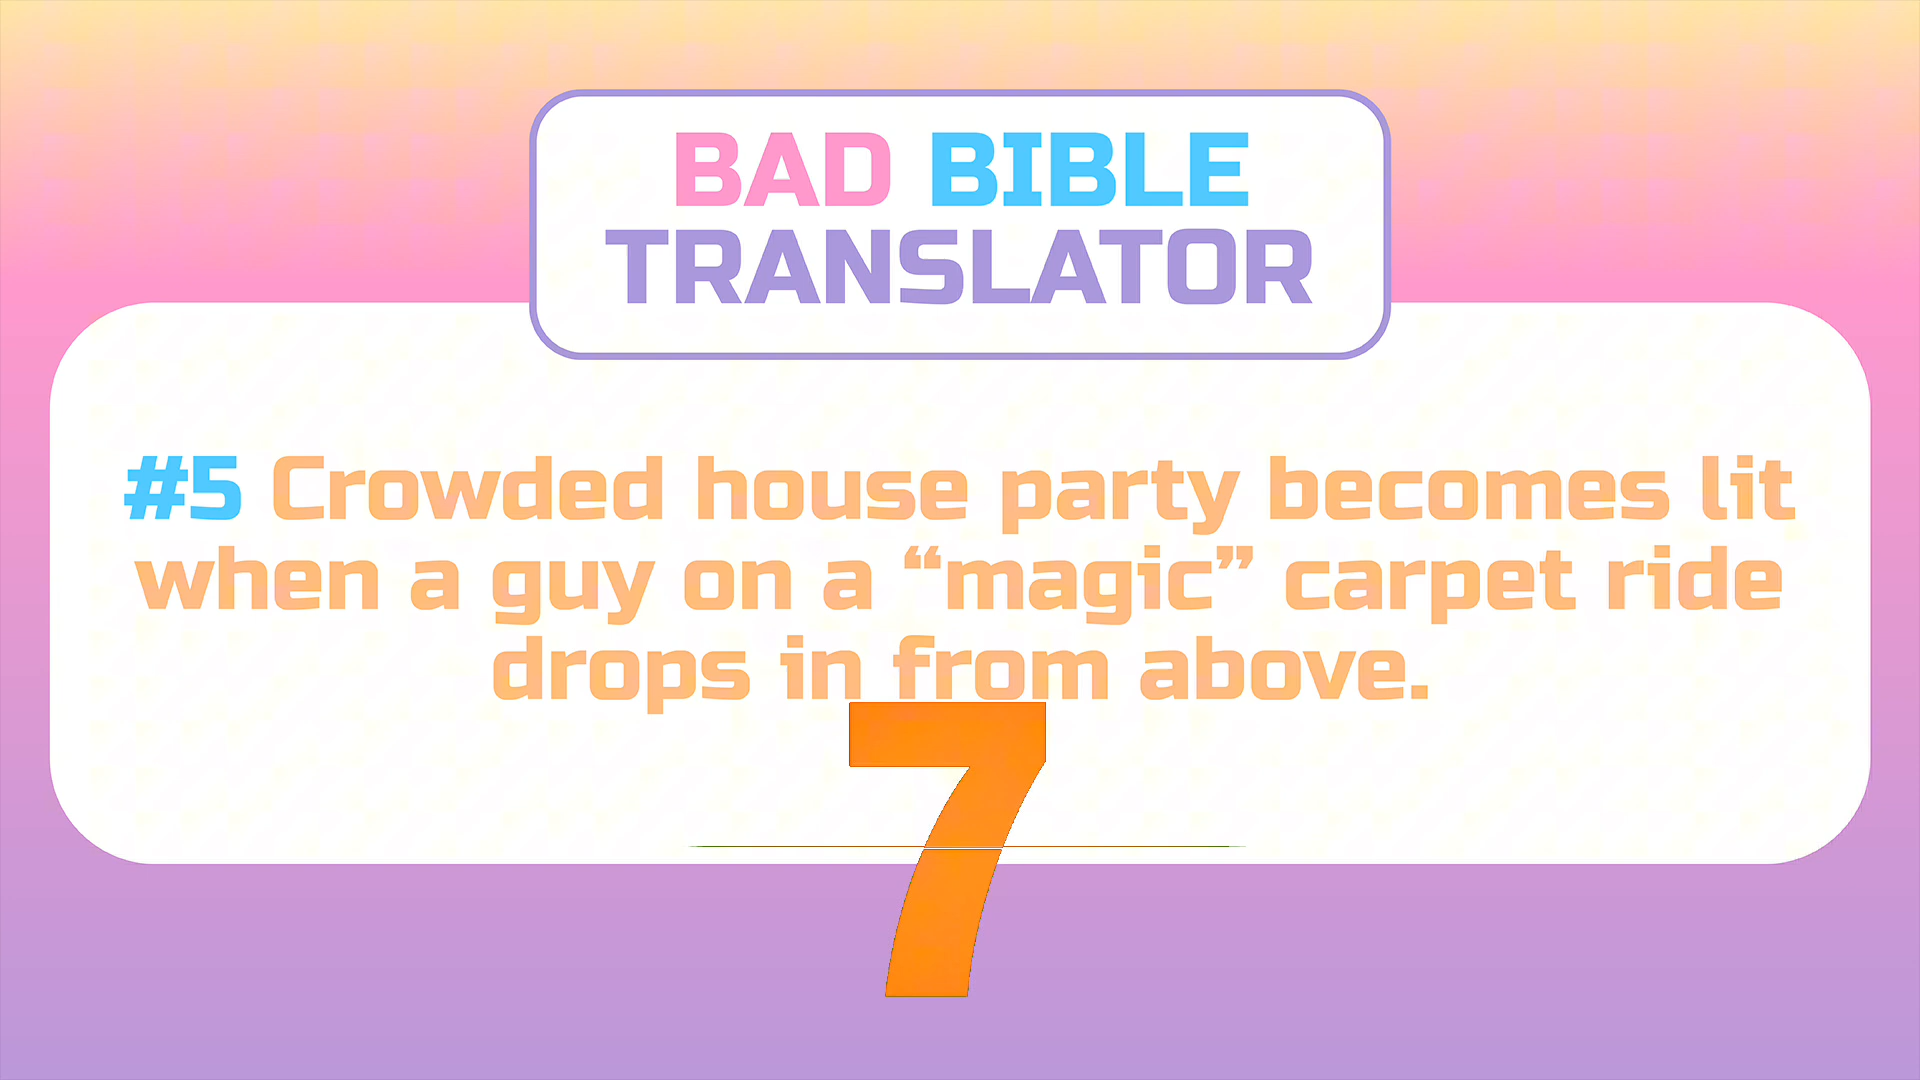 BAD BIBLE
TRANSLATOR
#5 Crowded house party becomes lit
when a guy on a “magic” carpet ride
drops in from above.
7